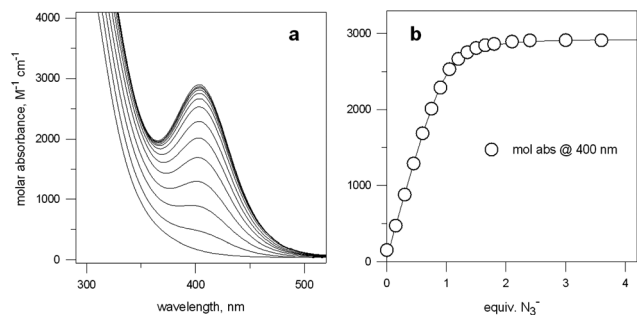 a
4000
3000
2000
1000
0
300
400
500
molar absorbance, M⁻¹ cm⁻¹
wavelength, nm
b
3000
2000
1000
0
0
1
2
3
4
mol abs @ 400 nm
equiv. N₃⁻